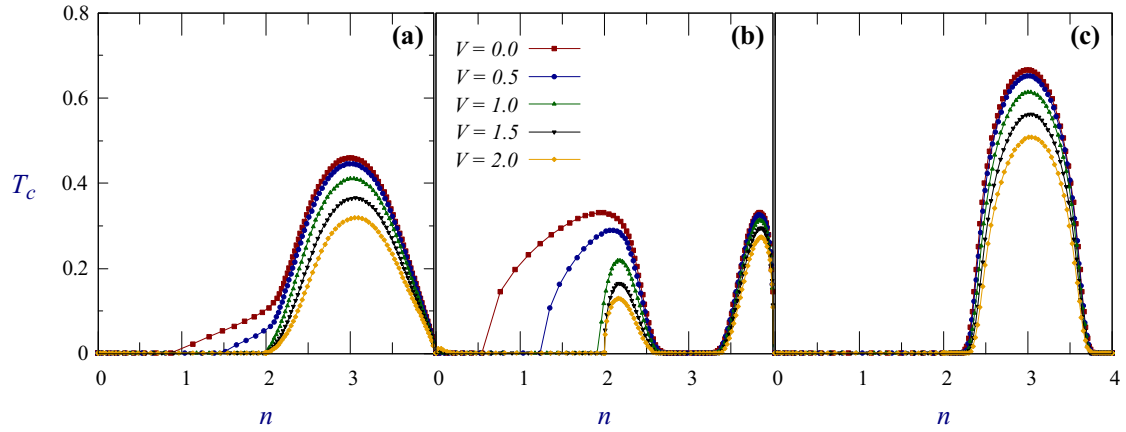 0.8
(a)
(b)
(c)
V = 0.0
V = 0.5
V = 1.0
V = 1.5
V = 2.0
0.6
0.4
0.2
0
T_c
0 1 2 3 0 1 2 3 0 1 2 3 4
n n n